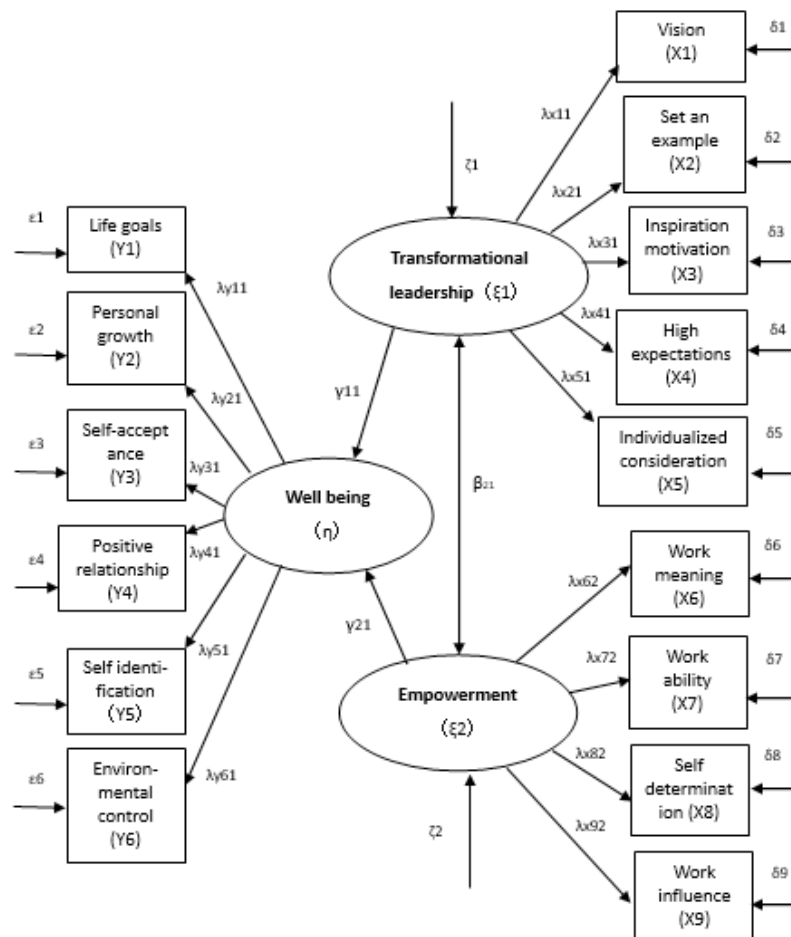 δ1
Vision
(X1)
λx11
Set an
example
(X2)
δ2
ζ1
λx21
ε1
Life goals
(Y1)
Transformational
leadership（ξ1）
λx31
Inspiration
motivation
(X3)
δ3
λy11
ε2
Personal
growth
(Y2)
λx41
High
expectations
(X4)
δ4
λy21
γ11
λx51
ε3
Self-accept
ance
(Y3)
λy31
Individualized
consideration
(X5)
δ5
Well being
(η)
β21
ε4
Positive
relationship
(Y4)
λy41
δ6
Work
meaning
(X6)
λx62
γ21
ε5
Self identi-
fication
(Y5)
λy51
λx72
Work
ability
(X7)
δ7
Empowerment
（ξ2）
ε6
Environ-
mental
control
(Y6)
λy61
λx82
Self
determinat
ion (X8)
δ8
ζ2
λx92
Work
influence
(X9)
δ9